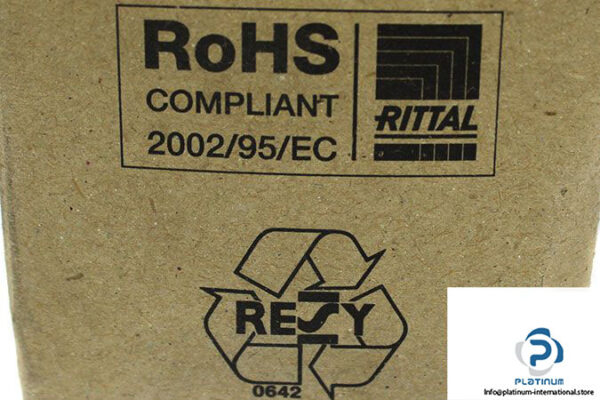 RoHS
COMPLIANT
2002/95/EC
RITTAL
RESY
0642
PLATINUM
Info@platinum-international.store